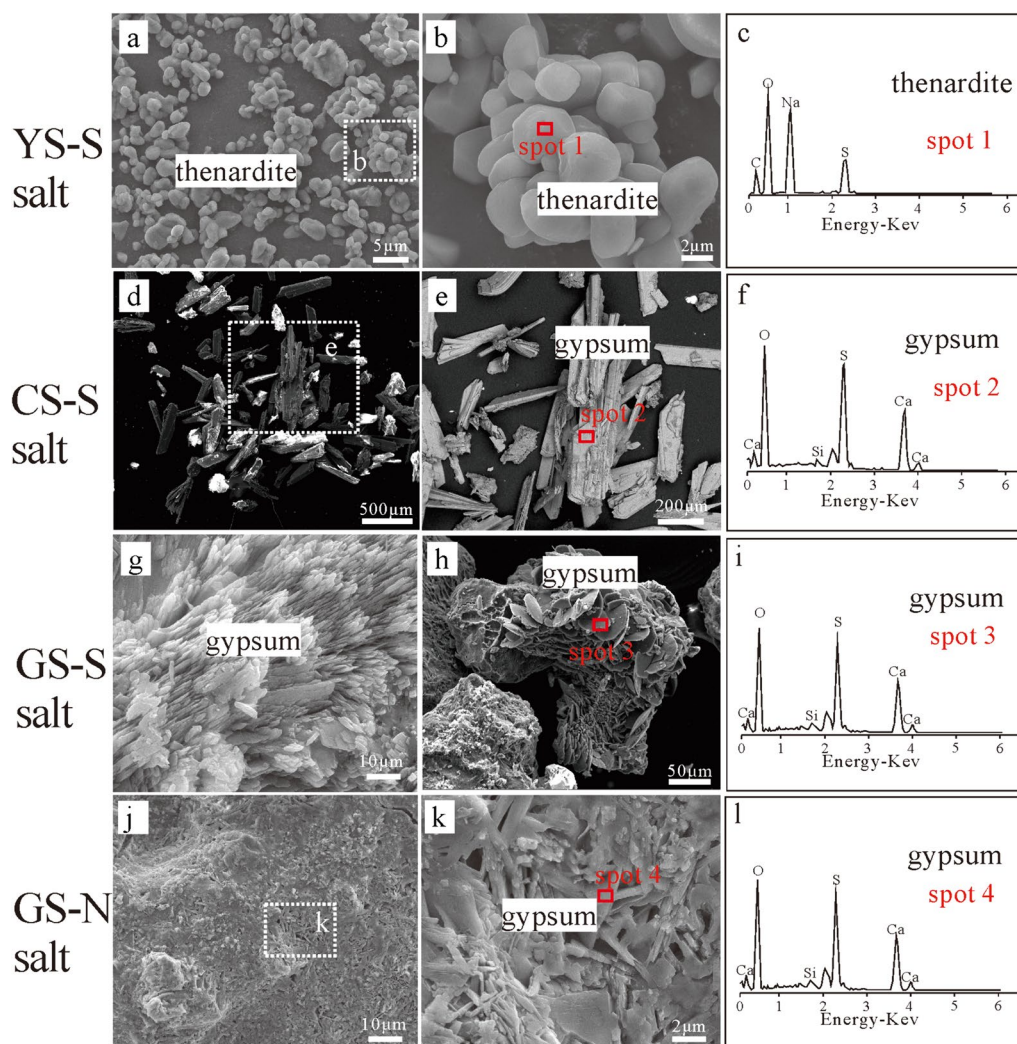 YS-S
salt
a
thenardite
b
5μm
b
spot 1
thenardite
2μm
c
thenardite
spot 1
C
O
Na
S
0 1 2 3 4 5 6
Energy-Kev
CS-S
salt
d
e
500μm
e
gypsum
spot 2
200μm
f
gypsum
spot 2
Ca
O
Si
S
Ca
Ca
0 1 2 3 4 5 6
Energy-Kev
GS-S
salt
g
gypsum
10μm
h
gypsum
spot 3
50μm
i
gypsum
spot 3
Ca
O
Si
S
Ca
Ca
0 1 2 3 4 5 6
Energy-Kev
GS-N
salt
j
k
10μm
k
spot 4
gypsum
2μm
l
gypsum
spot 4
Ca
O
Si
S
Ca
Ca
0 1 2 3 4 5 6
Energy-Kev